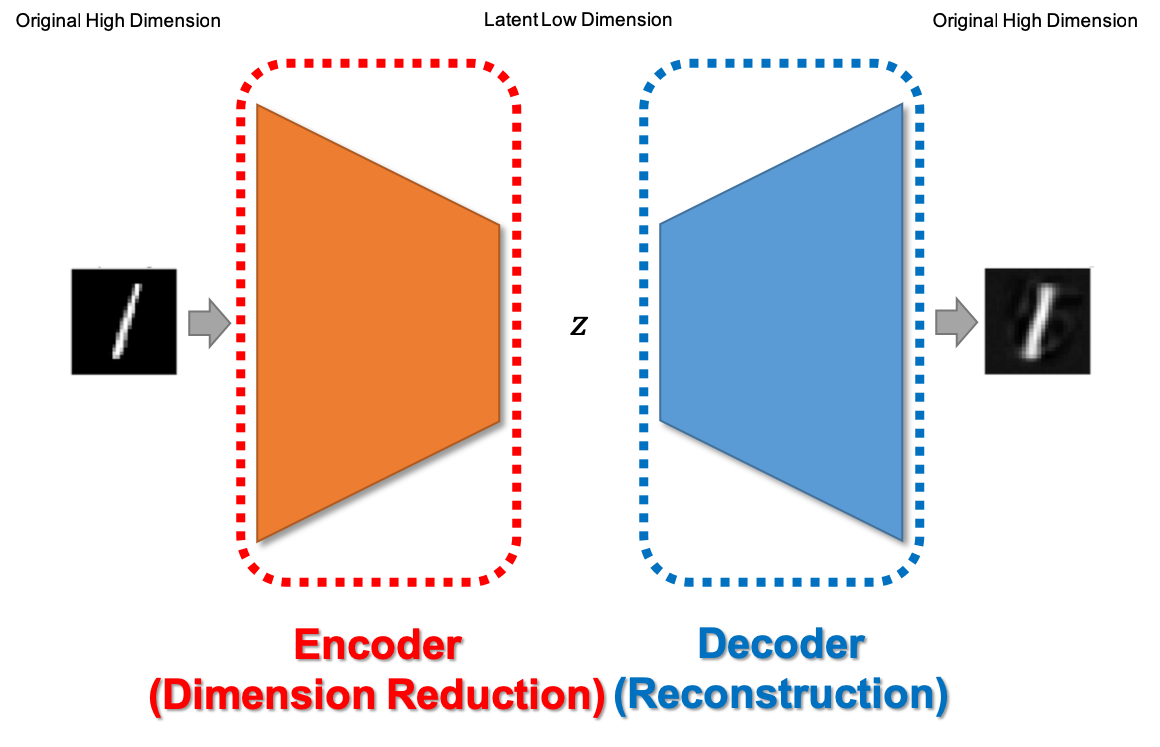 Original High Dimension
Latent Low Dimension
Original High Dimension
z
Encoder
(Dimension Reduction)
Decoder
(Reconstruction)